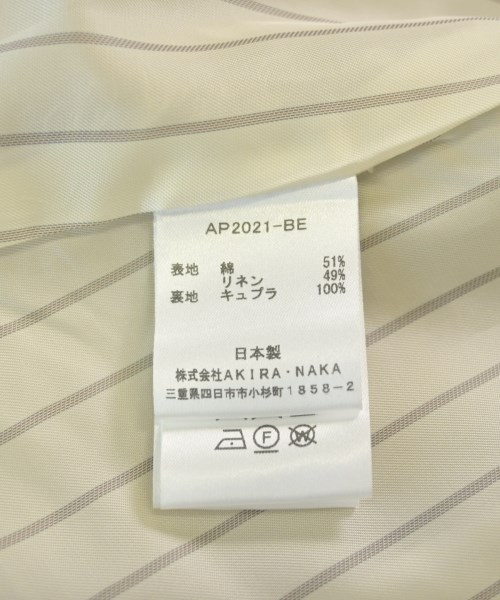 AP2021-BE
表地 綿 51%
リネン 49%
裏地 キュプラ 100%
日本製
株式会社AKIRA・NAKA
三重県四日市市小杉町1858-2
F
W